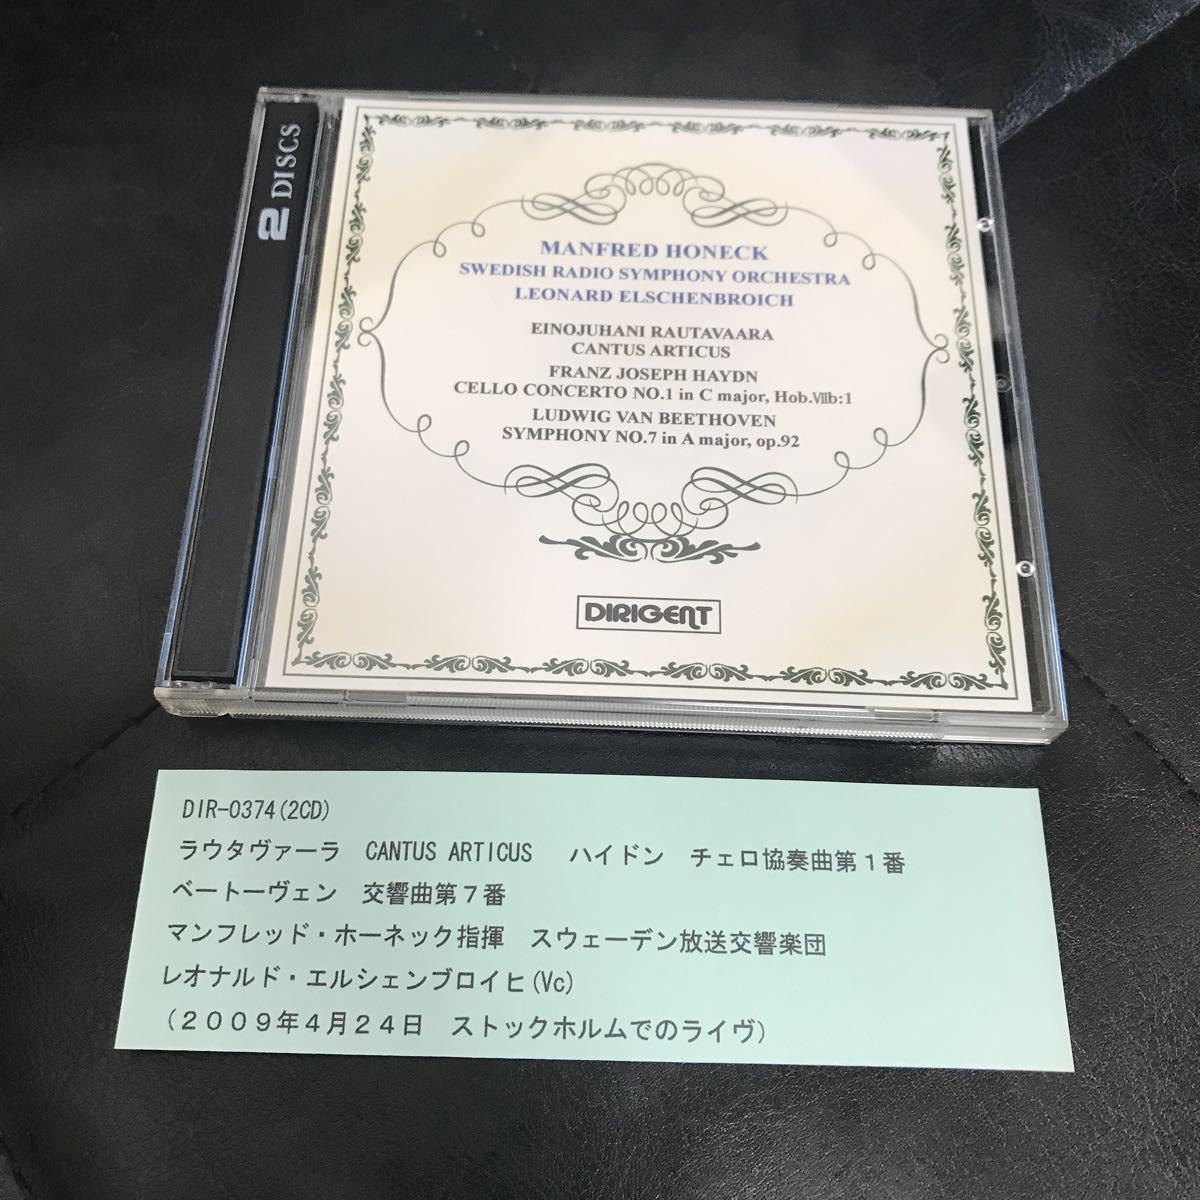 2 DISCS
MANFRED HONECK
SWEDISH RADIO SYMPHONY ORCHESTRA
LEONARD ELSCHENBROICH
EINOJUHANI RAUTAVAARA
CANTUS ARTICUS
FRANZ JOSEPH HAYDN
CELLO CONCERTO NO.1 in C major, Hob.Ⅶb:1
LUDWIG VAN BEETHOVEN
SYMPHONY NO.7 in A major, op.92
DIRIGENT
DIR-0374(2CD)
ラウタヴァーラ　CANTUS ARTICUS　ハイドン　チェロ協奏曲第１番
ベートーヴェン　交響曲第７番
マンフレッド・ホーネック指揮　スウェーデン放送交響楽団
レオナルド・エルシェンブロイヒ(Vc)
(２００９年４月２４日　ストックホルムでのライヴ)